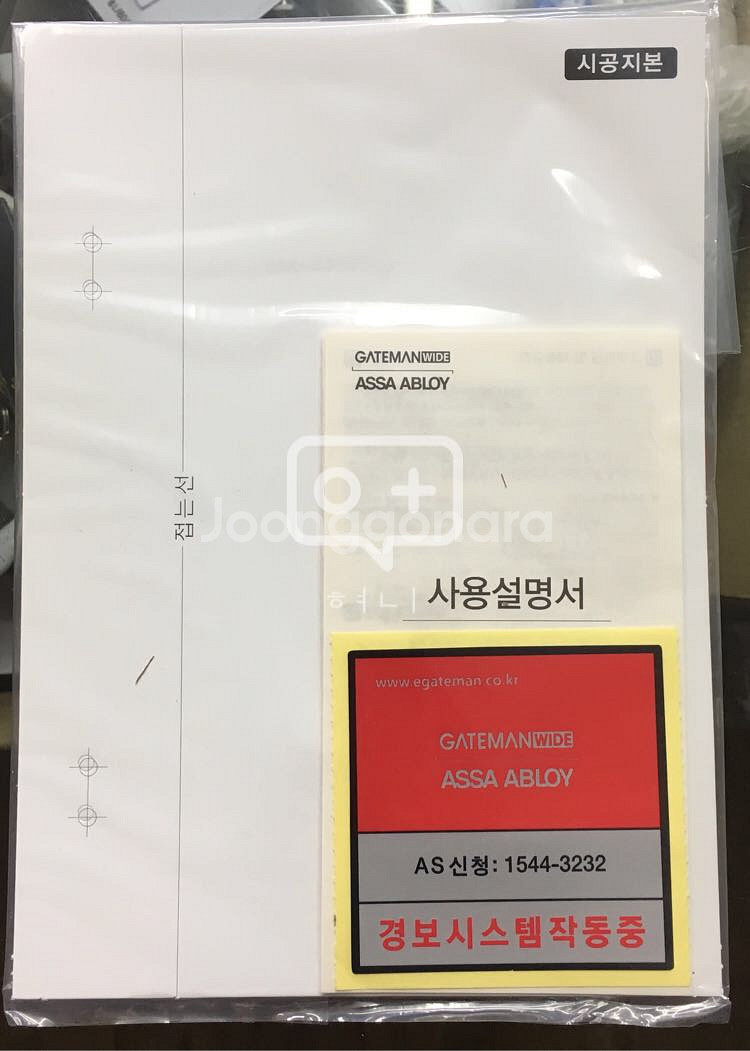 시공지본
GATEMAN WIDE
ASSA ABLOY
접는선
Joonggonara
혀니
사용설명서
www.egateman.co.kr
GATEMAN WIDE
ASSA ABLOY
AS 신청: 1544-3232
경보시스템작동중